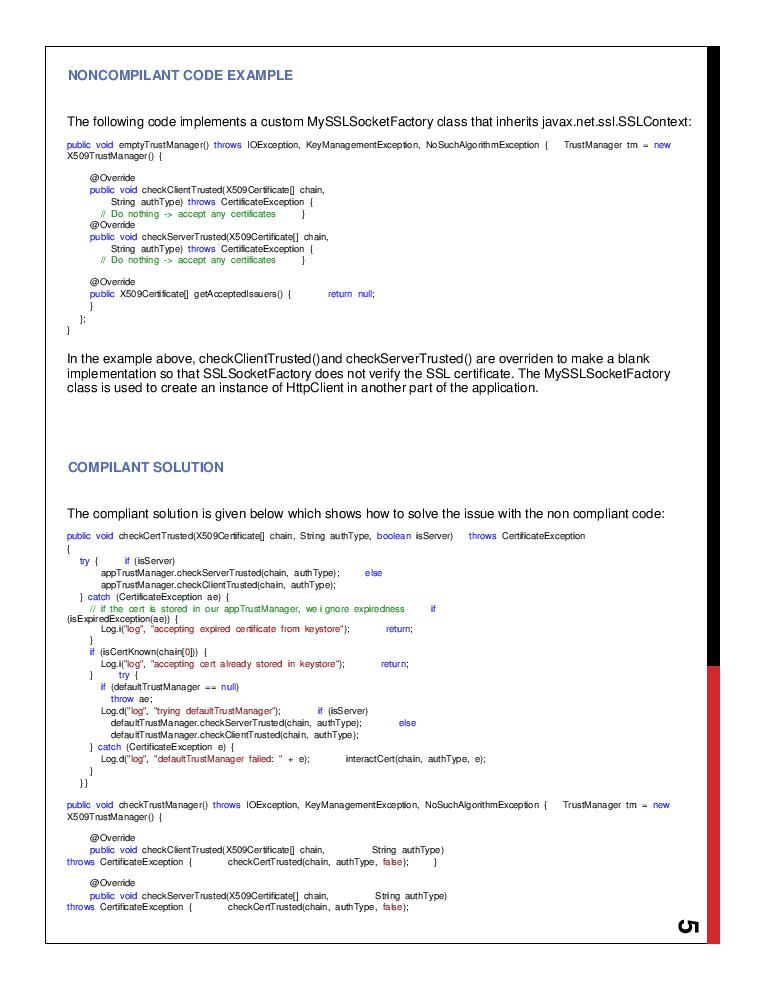 NONCOMPILANT CODE EXAMPLE
The following code implements a custom MySSLSocketFactory class that inherits javax.net.ssl.SSLContext:
public void emptyTrustManager() throws IOException, KeyManagementException, NoSuchAlgorithmException { TrustManager tm = new
X509TrustManager() {
@Override
public void checkClientTrusted(X509Certificate[] chain,
String authType) throws CertificateException {
// Do nothing -> accept any certificates }
@Override
public void checkServerTrusted(X509Certificate[] chain,
String authType) throws CertificateException {
// Do nothing -> accept any certificates }
@Override
public X509Certificate[] getAcceptedIssuers() { return null;
}
};
}
In the example above, checkClientTrusted()and checkServerTrusted() are overriden to make a blank
implementation so that SSLSocketFactory does not verify the SSL certificate. The MySSLSocketFactory
class is used to create an instance of HttpClient in another part of the application.
COMPILANT SOLUTION
The compliant solution is given below which shows how to solve the issue with the non compliant code:
public void checkCertTrusted(X509Certificate[] chain, String authType, boolean isServer) throws CertificateException
{
try { if (isServer)
appTrustManager.checkServerTrusted(chain, authType); else
appTrustManager.checkClientTrusted(chain, authType);
} catch (CertificateException ae) {
// if the cert is stored in our appTrustManager, we i gnore expiredness if
(isExpiredException(ae)) {
Log.i("log", "accepting expired certificate from keystore"); return;
}
if (isCertKnown(chain[0])) {
Log.i("log", "accepting cert already stored in keystore"); return;
} try {
if (defaultTrustManager == null)
throw ae;
Log.d("log", "trying defaultTrustManager"); if (isServer)
defaultTrustManager.checkServerTrusted(chain, authType); else
defaultTrustManager.checkClientTrusted(chain, authType);
} catch (CertificateException e) {
Log.d("log", "defaultTrustManager failed: " + e); interactCert(chain, authType, e);
}
} }
public void checkTrustManager() throws IOException, KeyManagementException, NoSuchAlgorithmException { TrustManager tm = new
X509TrustManager() {
@Override
public void checkClientTrusted(X509Certificate[] chain, String authType)
throws CertificateException { checkCertTrusted(chain, authType, false); }
@Override
public void checkServerTrusted(X509Certificate[] chain, String authType)
throws CertificateException { checkCertTrusted(chain, authType, false);
5